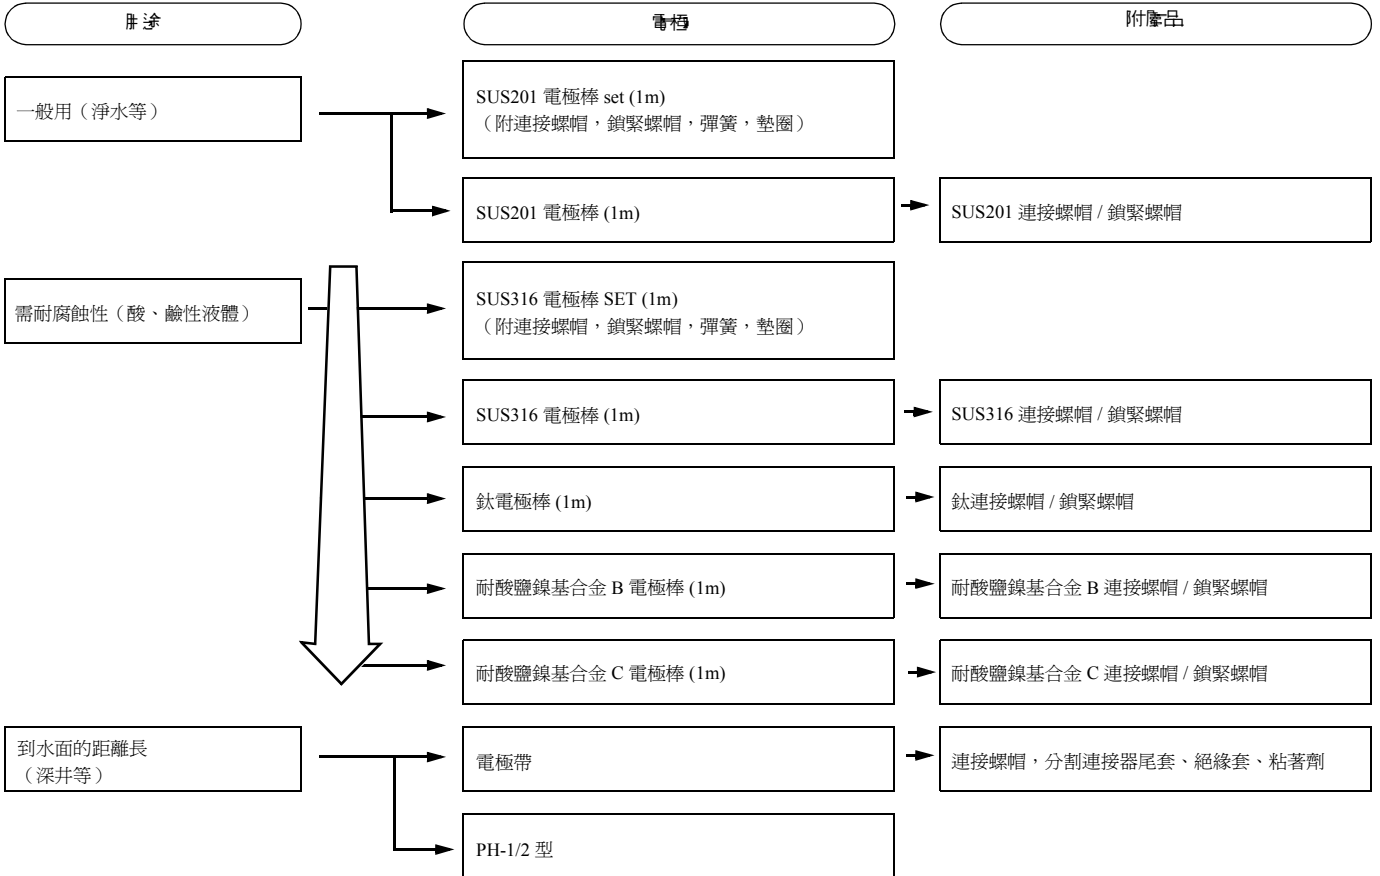 用途
電極
附屬品
一般用（淨水等）
SUS201 電極棒 set (1m)
（附連接螺帽，鎖緊螺帽，彈簧，墊圈）
SUS201 電極棒 (1m)
SUS201 連接螺帽 / 鎖緊螺帽
需耐腐蝕性（酸、鹼性液體）
SUS316 電極棒 SET (1m)
（附連接螺帽，鎖緊螺帽，彈簧，墊圈）
SUS316 電極棒 (1m)
SUS316 連接螺帽 / 鎖緊螺帽
鈦電極棒 (1m)
鈦連接螺帽 / 鎖緊螺帽
耐酸鹽鎳基合金 B 電極棒 (1m)
耐酸鹽鎳基合金 B 連接螺帽 / 鎖緊螺帽
耐酸鹽鎳基合金 C 電極棒 (1m)
耐酸鹽鎳基合金 C 連接螺帽 / 鎖緊螺帽
到水面的距離長
（深井等）
電極帶
連接螺帽，分割連接器尾套、絕緣套、粘著劑
PH-1/2 型